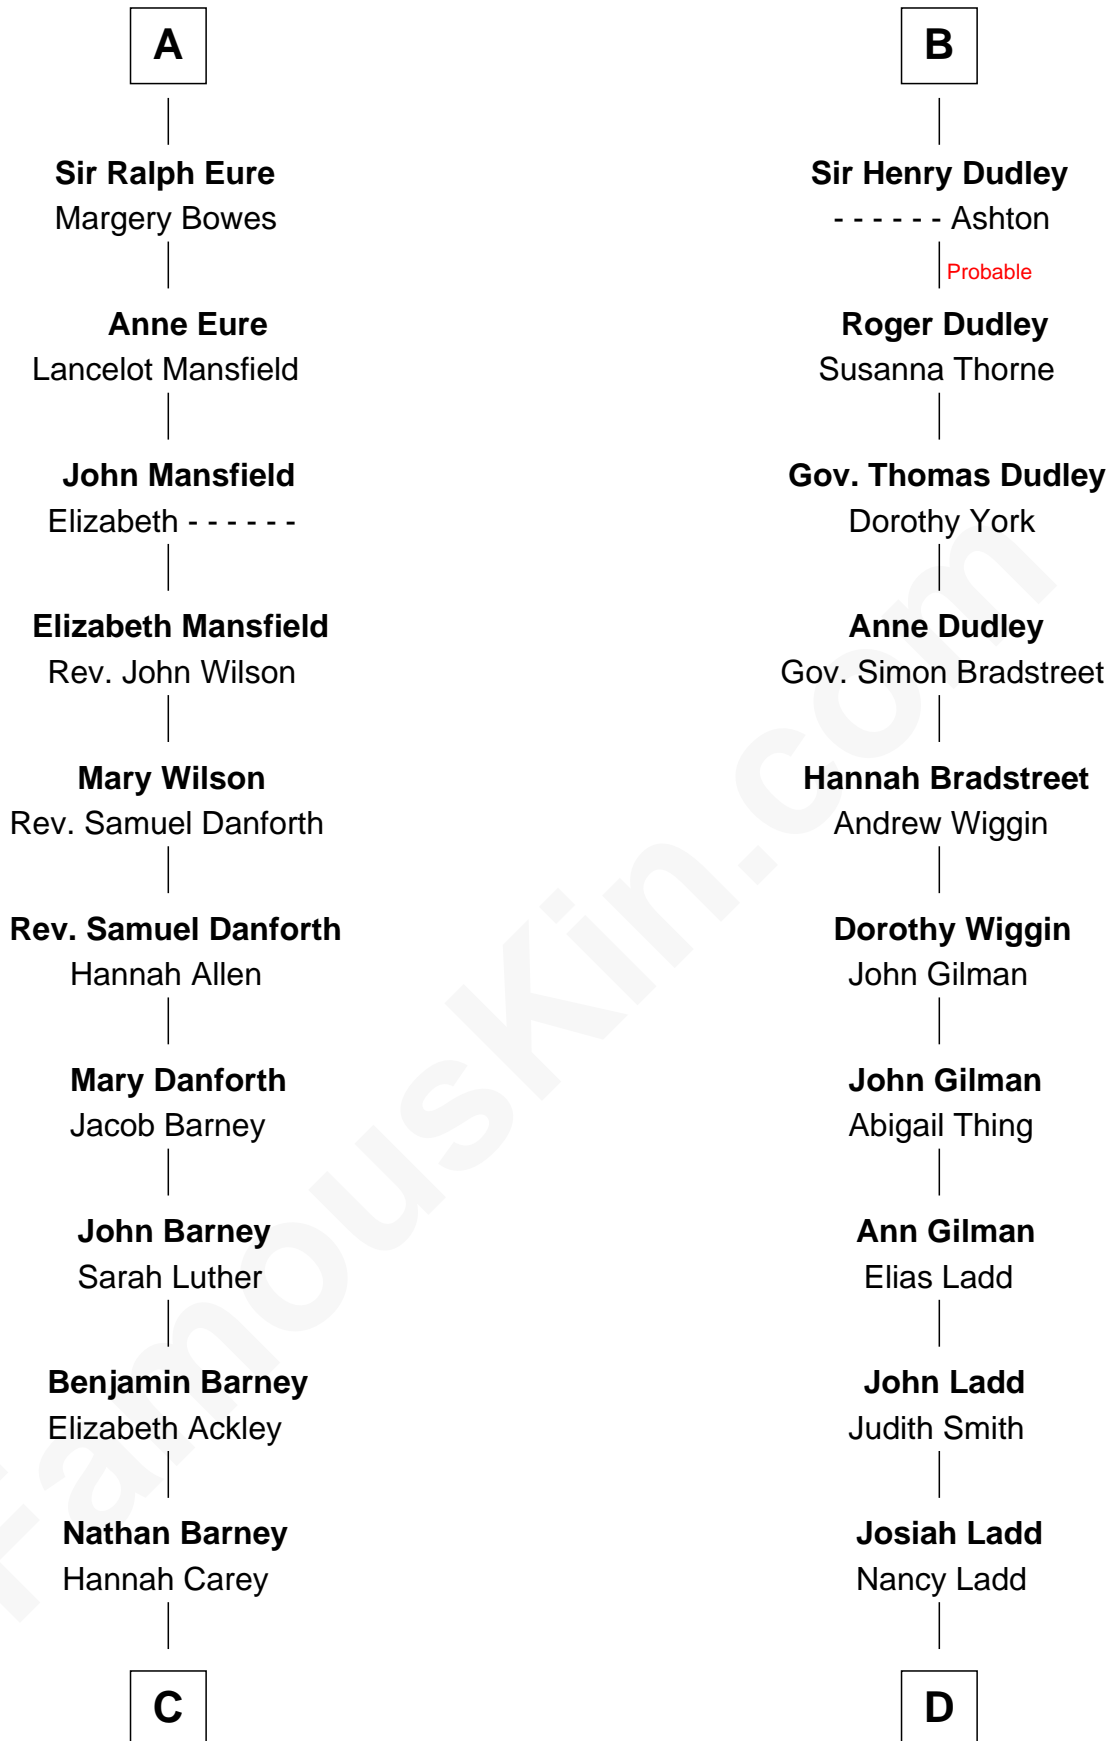 A
Sir Ralph Eure
Margery Bowes
Anne Eure
Lancelot Mansfield
John Mansfield
Elizabeth - - - - - -
Elizabeth Mansfield
Rev. John Wilson
Mary Wilson
Rev. Samuel Danforth
Rev. Samuel Danforth
Hannah Allen
Mary Danforth
Jacob Barney
John Barney
Sarah Luther
Benjamin Barney
Elizabeth Ackley
Nathan Barney
Hannah Carey
C
B
Sir Henry Dudley
- - - - - - Ashton
Probable
Roger Dudley
Susanna Thorne
Gov. Thomas Dudley
Dorothy York
Anne Dudley
Gov. Simon Bradstreet
Hannah Bradstreet
Andrew Wiggin
Dorothy Wiggin
John Gilman
John Gilman
Abigail Thing
Ann Gilman
Elias Ladd
John Ladd
Judith Smith
Josiah Ladd
Nancy Ladd
D
FamousKin.com